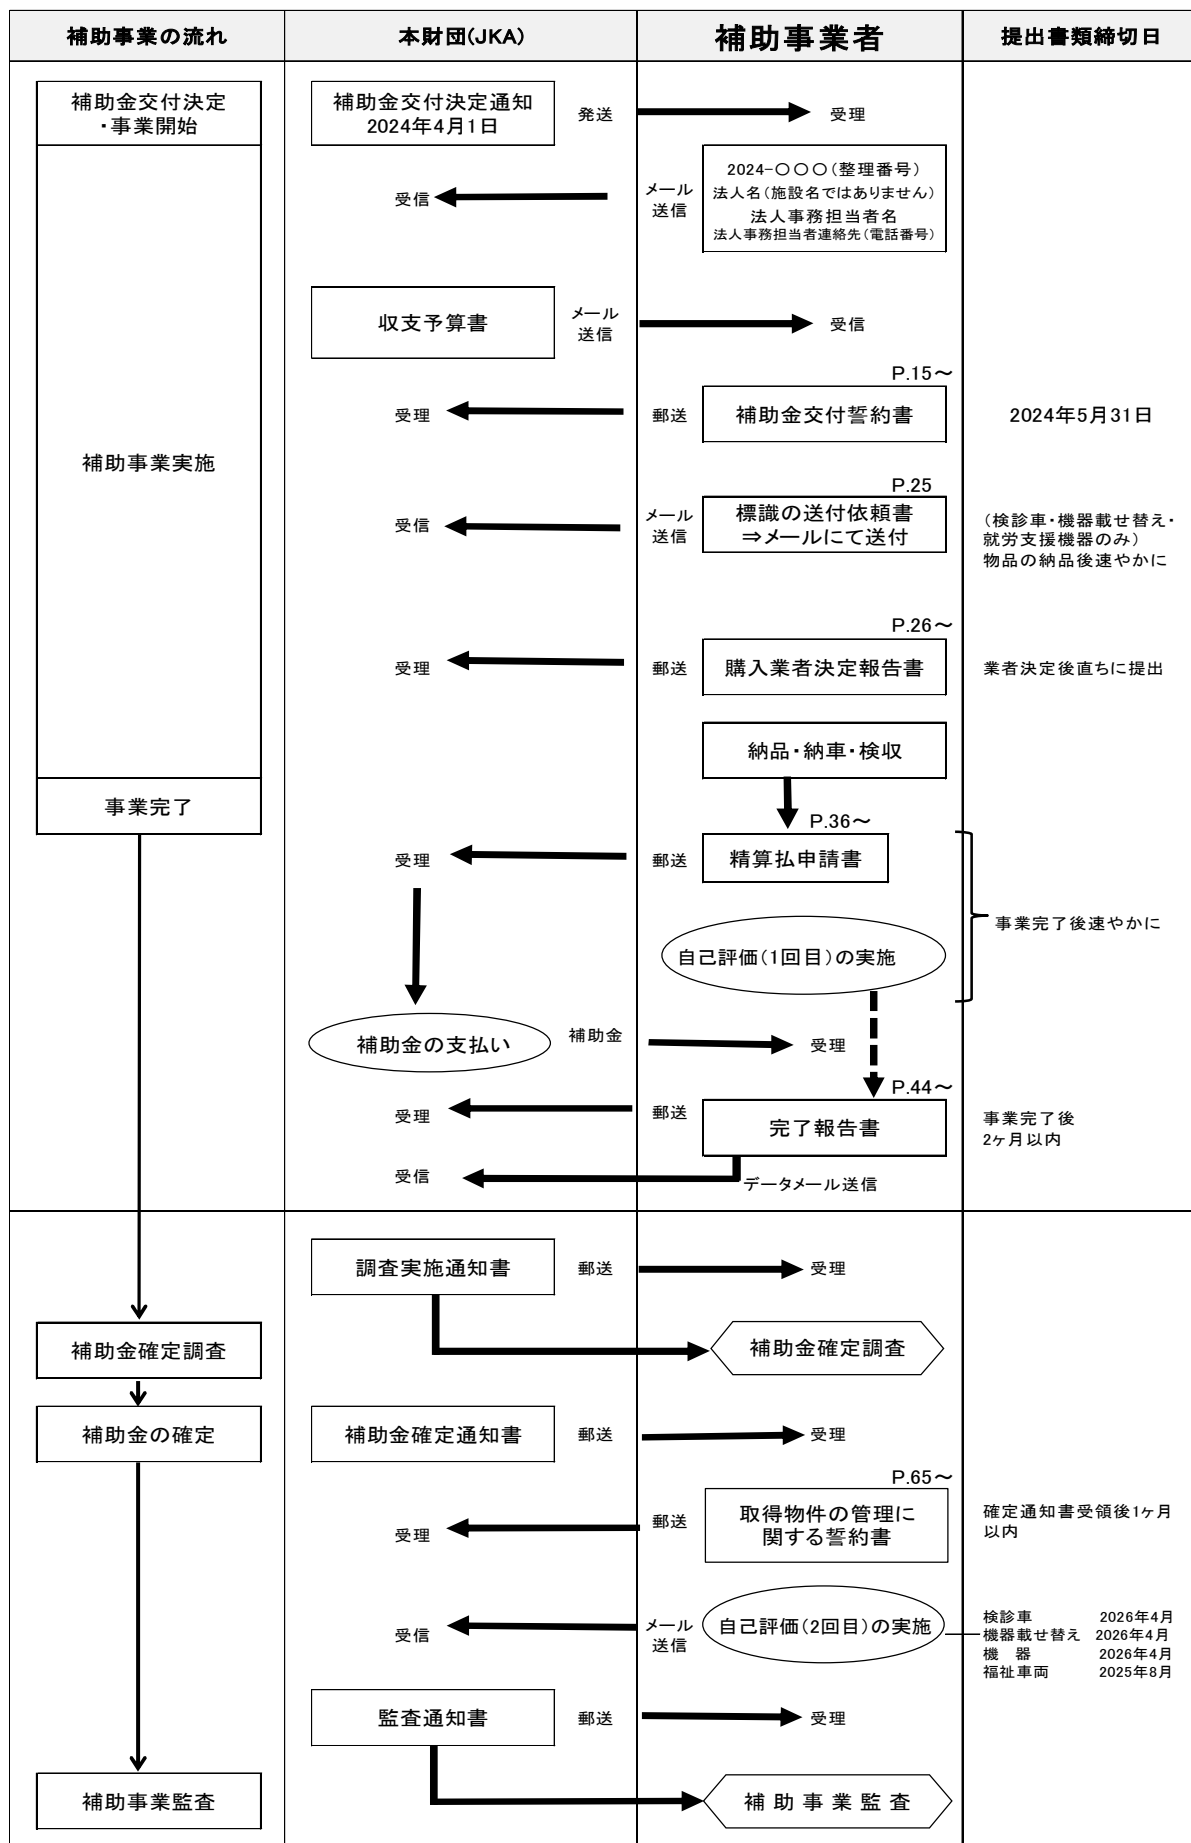 補助事業の流れ
本財団(JKA)
補助事業者
提出書類締切日
補助金交付決定
・事業開始
補助金交付決定通知
2024年4月1日
発送
受理
2024-〇〇〇(整理番号)
法人名(施設名ではありません)
法人事務担当者名
法人事務担当者連絡先(電話番号)
メール
送信
受信
収支予算書
メール
送信
受信
P.15～
補助金交付誓約書
郵送
受理
2024年5月31日
補助事業実施
P.25
標識の送付依頼書
⇒メールにて送付
メール
送信
受信
(検診車・機器載せ替え・
就労支援機器のみ)
物品の納品後速やかに
P.26～
購入業者決定報告書
郵送
受理
業者決定後直ちに提出
納品・納車・検収
事業完了
P.36～
精算払申請書
郵送
受理
事業完了後速やかに
自己評価(1回目)の実施
補助金の支払い
補助金
受理
P.44～
完了報告書
郵送
受理
事業完了後
2ヶ月以内
受信
データメール送信
調査実施通知書
郵送
受理
補助金確定調査
補助金確定調査
補助金の確定
補助金確定通知書
郵送
受理
P.65～
取得物件の管理に
関する誓約書
郵送
受理
確定通知書受領後1ヶ月
以内
自己評価(2回目)の実施
メール
送信
受信
検診車 2026年4月
機器載せ替え 2026年4月
機 器 2026年4月
福祉車両 2025年8月
監査通知書
郵送
受理
補助事業監査
補 助 事 業 監 査